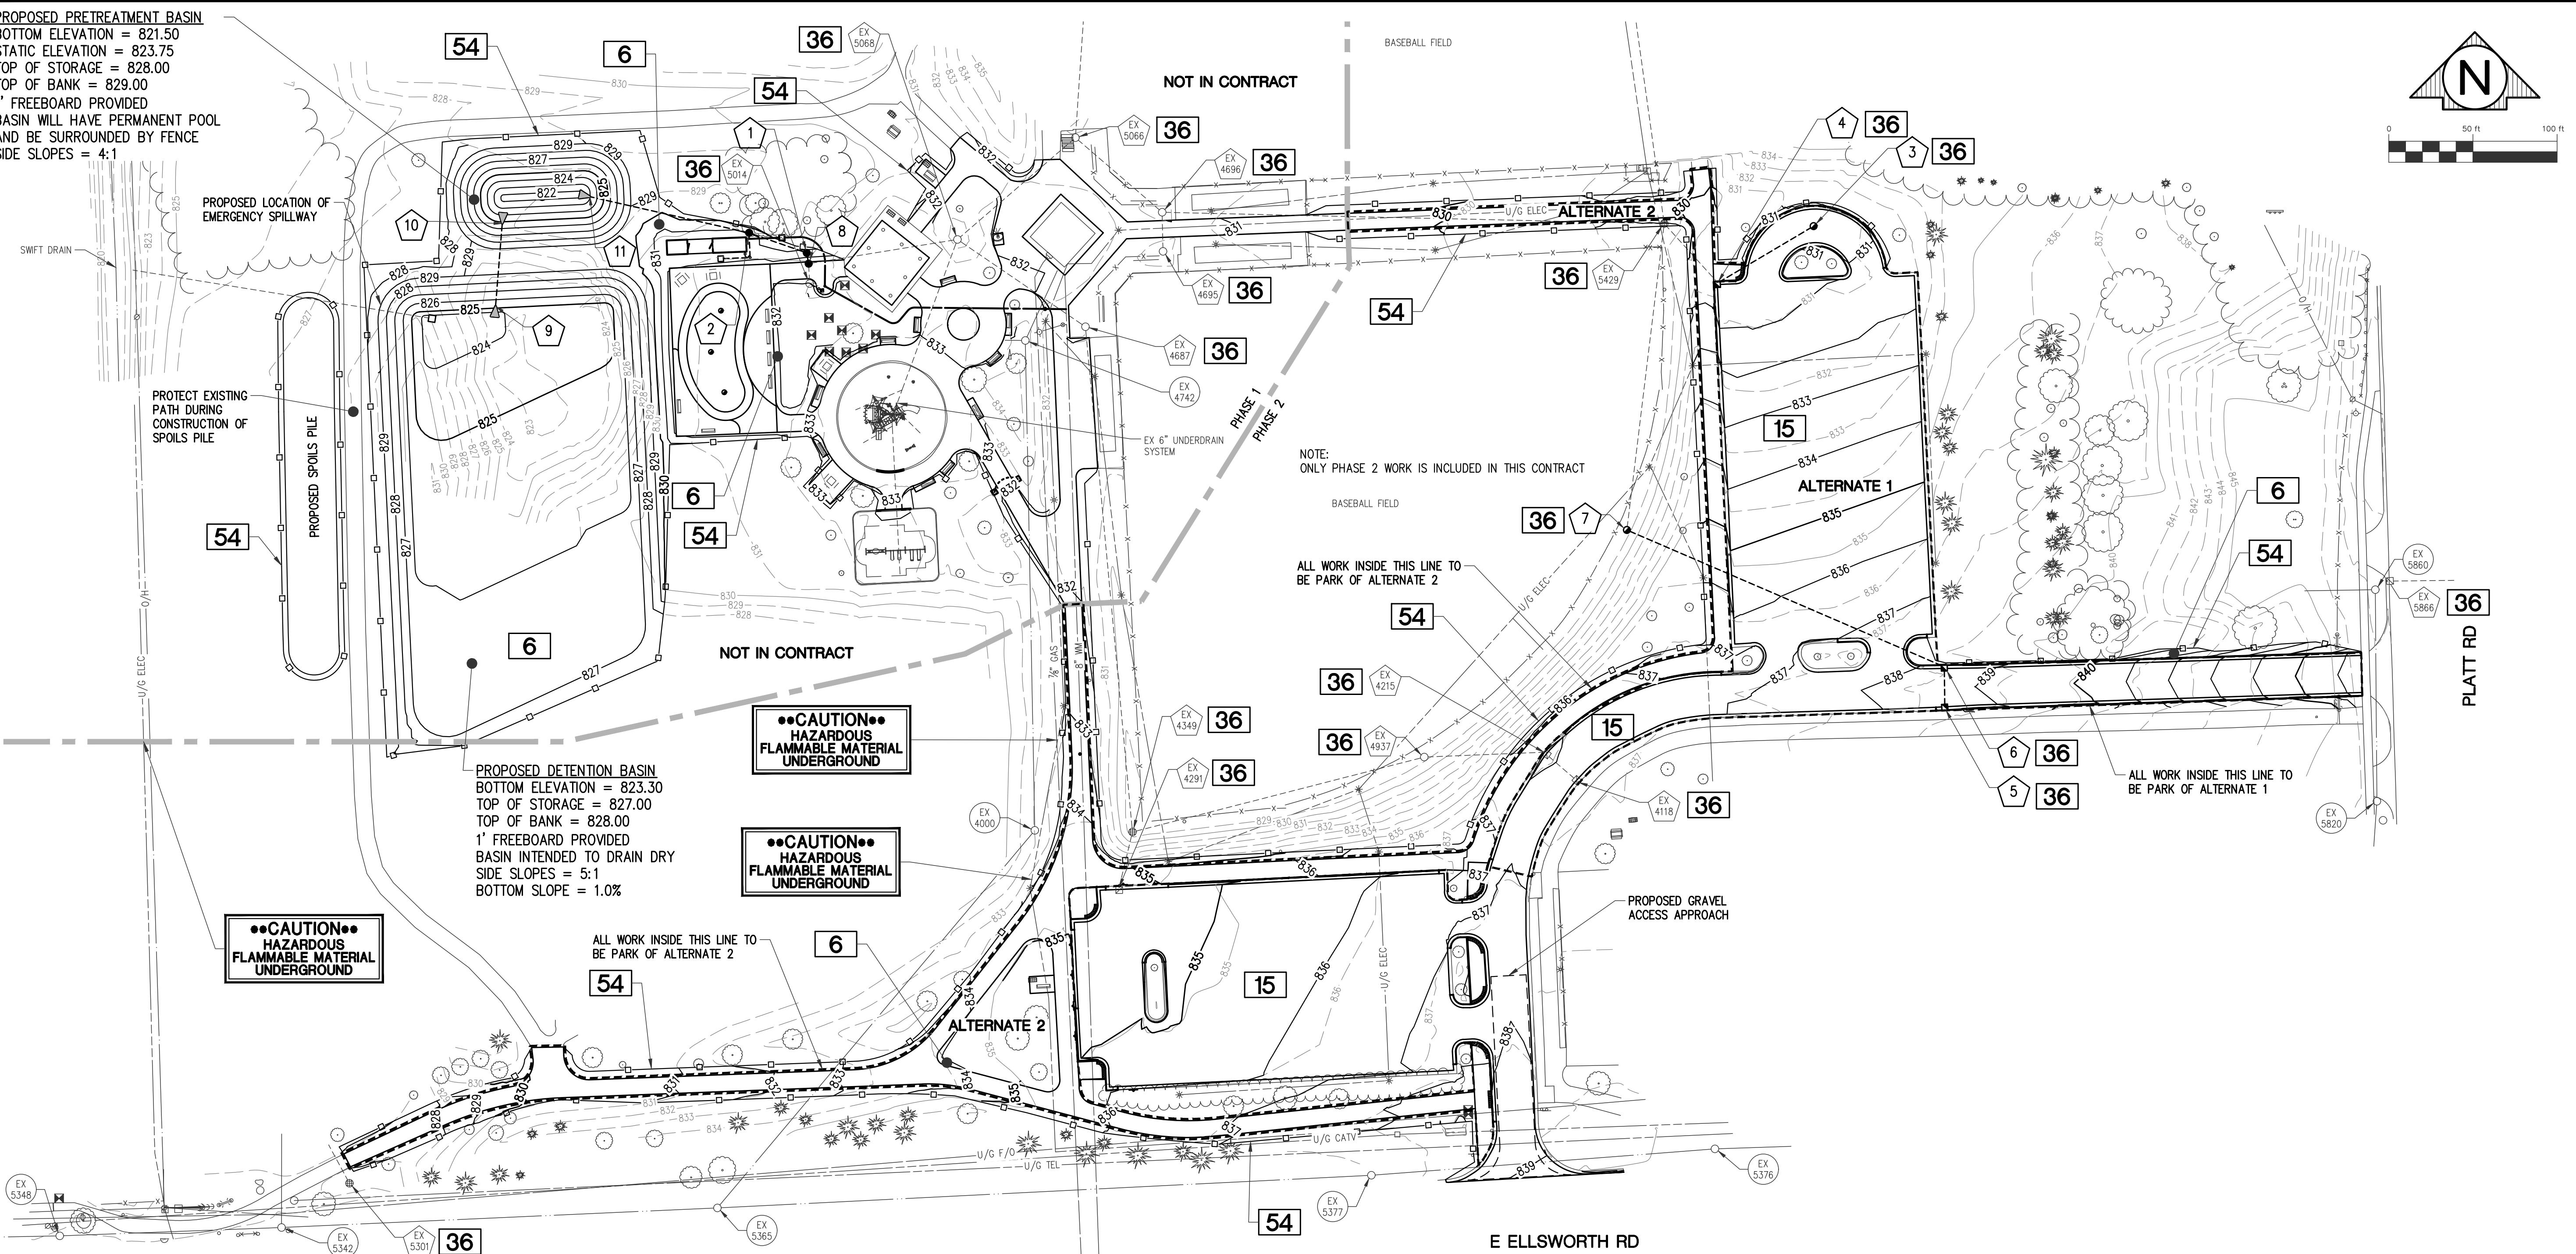 PROPOSED PRETREATMENT BASIN
BOTTOM ELEVATION = 821.50
STATIC ELEVATION = 823.75
TOP OF STORAGE = 828.00
TOP OF BANK = 829.00
1' FREEBOARD PROVIDED
BASIN WILL HAVE PERMANENT POOL
AND BE SURROUNDED BY FENCE
SIDE SLOPES = 4:1
PROPOSED LOCATION OF
EMERGENCY SPILLWAY
SWIFT DRAIN
PROTECT EXISTING
PATH DURING
CONSTRUCTION OF
SPOILS PILE
PROPOSED SPOILS PILE
54
6
36
EX
5068
54
1
36
EX
5014
8
10
11
9
2
NOT IN CONTRACT
BASEBALL FIELD
EX
5066
36
EX
4696
36
EX
4695
36
EX
4687
36
EX
4742
EX 6" UNDERDRAIN
SYSTEM
PHASE 1
PHASE 2
U/G ELEC
ALTERNATE 2
54
36
EX
5429
4
36
3
36
N
0
50 ft
100 ft
O/H
54
6
54
6
NOTE:
ONLY PHASE 2 WORK IS INCLUDED IN THIS CONTRACT
BASEBALL FIELD
36
7
U/G ELEC
ALL WORK INSIDE THIS LINE TO
BE PARK OF ALTERNATE 2
54
15
ALTERNATE 1
6
54
EX
5860
EX
5866
36
PLATT RD
NOT IN CONTRACT
●●CAUTION●●
HAZARDOUS
FLAMMABLE MATERIAL
UNDERGROUND
8" WM
36
EX
4215
36
EX
4937
15
EX
4349
36
EX
4291
36
EX
4118
36
6
36
5
36
ALL WORK INSIDE THIS LINE TO
BE PARK OF ALTERNATE 1
EX
5820
PROPOSED DETENTION BASIN
BOTTOM ELEVATION = 823.30
TOP OF STORAGE = 827.00
TOP OF BANK = 828.00
1' FREEBOARD PROVIDED
BASIN INTENDED TO DRAIN DRY
SIDE SLOPES = 5:1
BOTTOM SLOPE = 1.0%
●●CAUTION●●
HAZARDOUS
FLAMMABLE MATERIAL
UNDERGROUND
EX
4000
●●CAUTION●●
HAZARDOUS
FLAMMABLE MATERIAL
UNDERGROUND
U/G ELEC
O/H
ALL WORK INSIDE THIS LINE TO
BE PARK OF ALTERNATE 2
54
6
ALTERNATE 2
15
U/G ELEC
PROPOSED GRAVEL
ACCESS APPROACH
U/G F/O
U/G TEL
U/G CATV
EX
5348
EX
5342
EX
5301
36
EX
5365
54
EX
5377
EX
5376
E ELLSWORTH RD